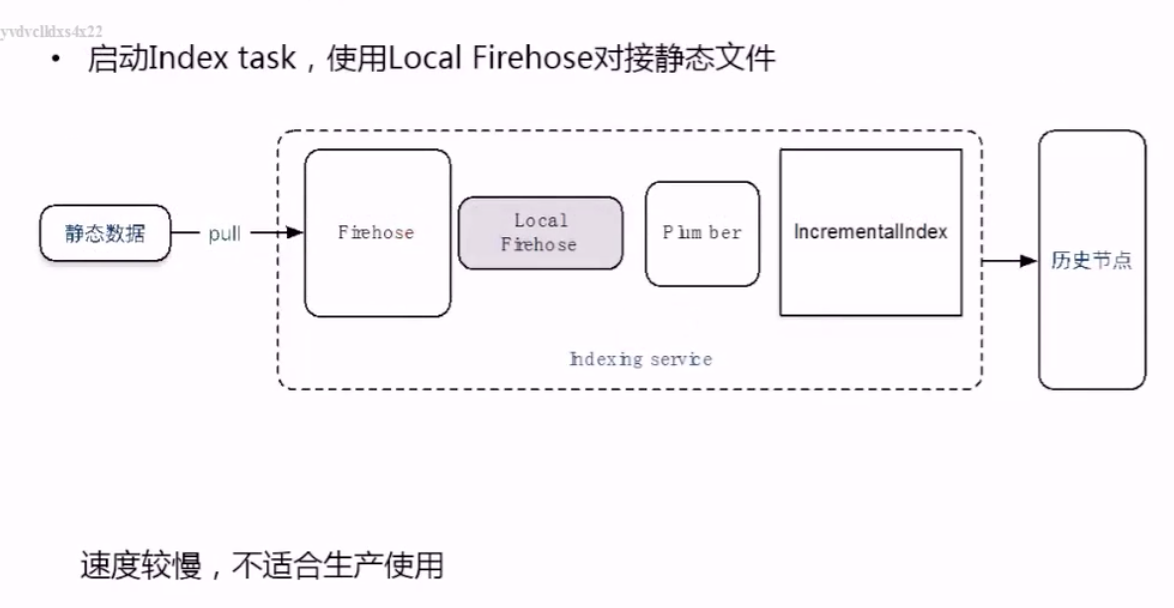 yvdvclldxs4x22
• 启动Index task，使用Local Firehose对接静态文件
静态数据
pull
Firehose
Local
Firehose
Plumber
IncrementalIndex
历史节点
Indexing service
速度较慢，不适合生产使用